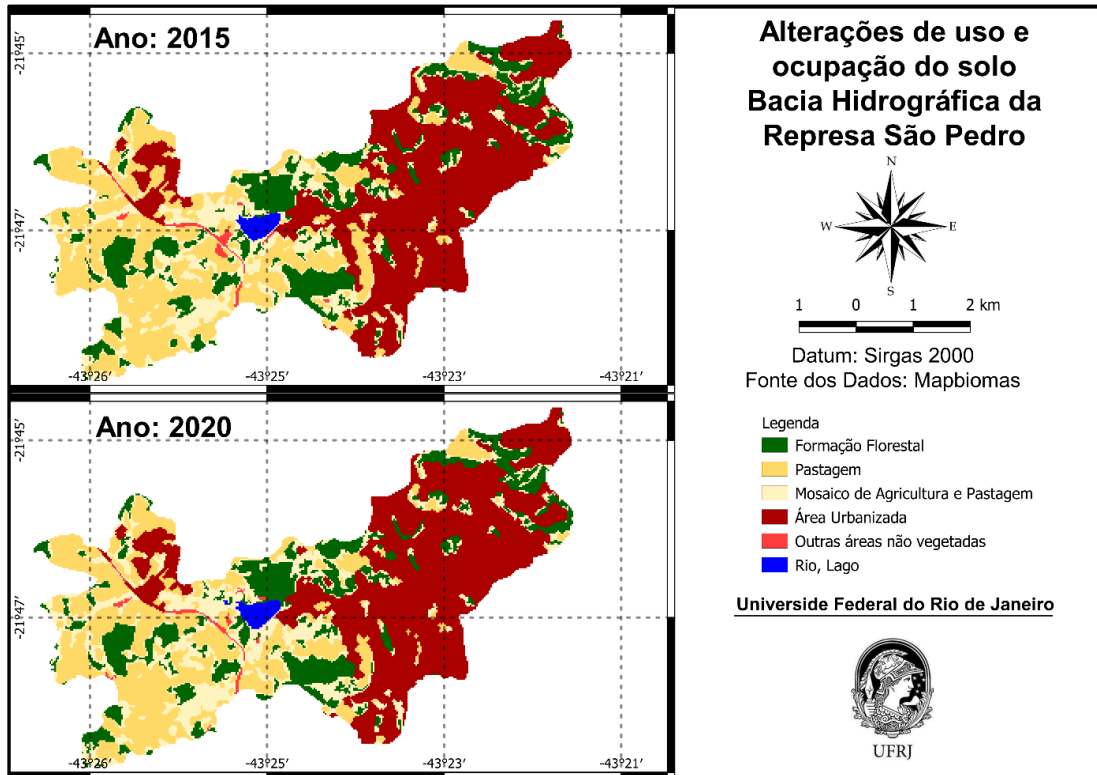 Ano: 2015
-21°45'
-21°47'
-43°26'
-43°25'
-43°23'
-43°21'
Ano: 2020
-21°45'
-21°47'
-43°26'
-43°25'
-43°23'
-43°21'
Alterações de uso e
ocupação do solo
Bacia Hidrográfica da
Represa São Pedro
N
W
E
S
1 0 1 2 km
Datum: Sirgas 2000
Fonte dos Dados: Mapbiomas
Legenda
Formação Florestal
Pastagem
Mosaico de Agricultura e Pastagem
Área Urbanizada
Outras áreas não vegetadas
Rio, Lago
Universide Federal do Rio de Janeiro
UFRJ